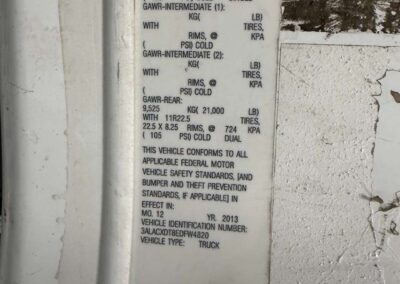 GAWR-INTERMEDIATE (1):
KG( LB)
WITH TIRES,
RIMS, @ KPA
( PSI) COLD
GAWR-INTERMEDIATE (2):
KG( LB)
WITH TIRES,
RIMS, @ KPA
( PSI) COLD
GAWR-REAR:
9,525 KG( 21,000 LB)
WITH 11R22.5 TIRES,
22.5 X 8.25 RIMS, @ 724 KPA
( 105 PSI) COLD DUAL
THIS VEHICLE CONFORMS TO ALL
APPLICABLE FEDERAL MOTOR
VEHICLE SAFETY STANDARDS, [AND
BUMPER AND THEFT PREVENTION
STANDARDS, IF APPLICABLE] IN
EFFECT IN:
MO. 12 YR. 2013
VEHICLE IDENTIFICATION NUMBER:
3ALACXDT8EDFW4820
VEHICLE TYPE: TRUCK